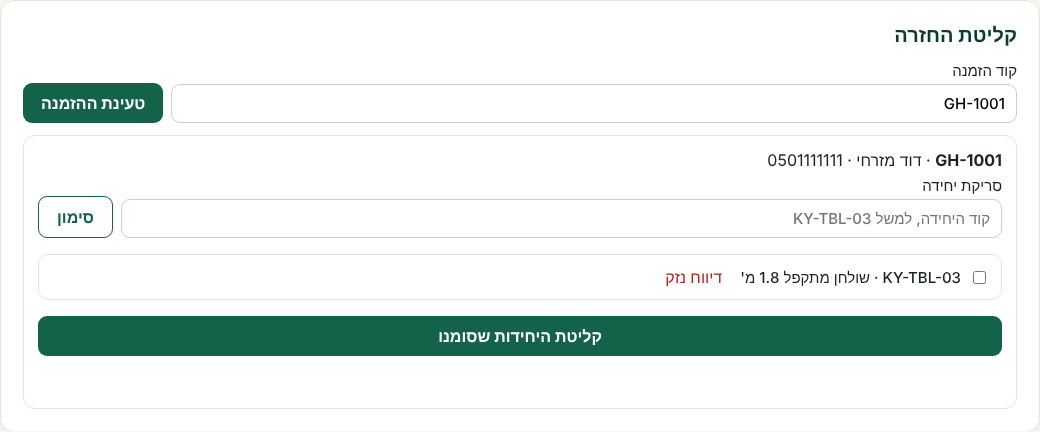 קליטת החזרה
קוד הזמנה
GH-1001
טעינת ההזמנה
GH-1001 · דוד מזרחי · 0501111111
סריקת יחידה
קוד היחידה, למשל KY-TBL-03
סימון
KY-TBL-03 · שולחן מתקפל 1.8 מ' דיווח נזק
קליטת היחידות שסומנו